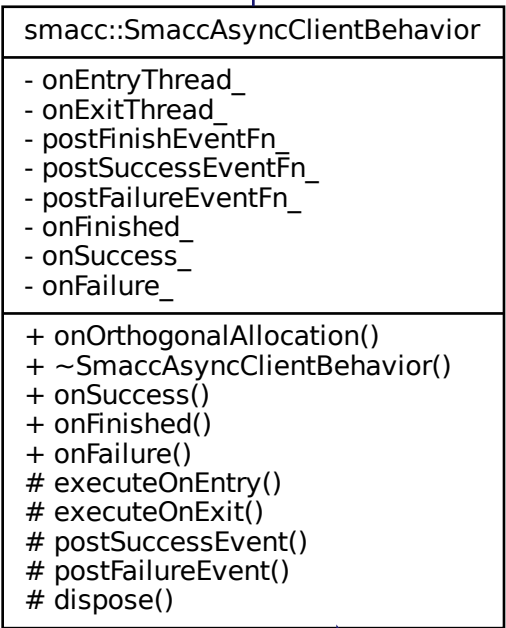 smacc::SmaccAsyncClientBehavior
- onEntryThread_
- onExitThread_
- postFinishEventFn_
- postSuccessEventFn_
- postFailureEventFn_
- onFinished_
- onSuccess_
- onFailure_
+ onOrthogonalAllocation()
+ ~SmaccAsyncClientBehavior()
+ onSuccess()
+ onFinished()
+ onFailure()
# executeOnEntry()
# executeOnExit()
# postSuccessEvent()
# postFailureEvent()
# dispose()